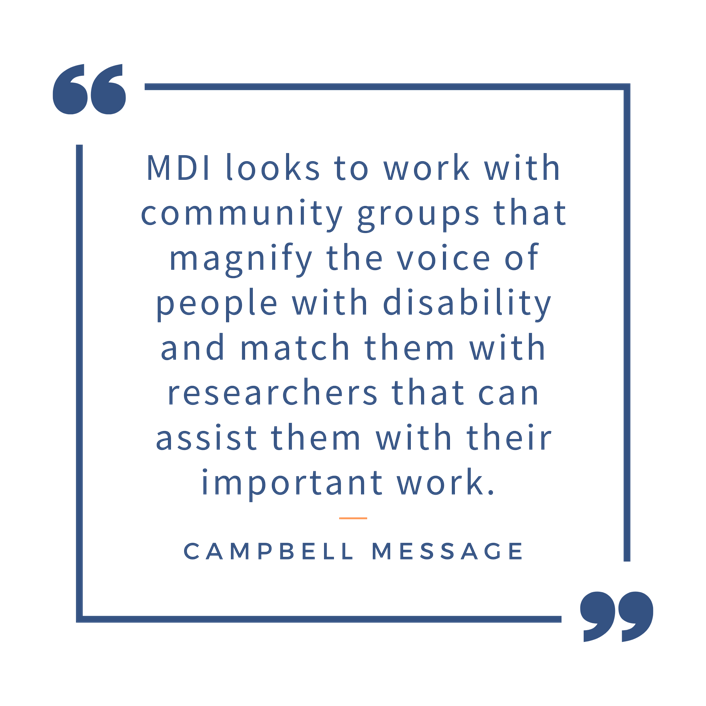 “
MDI looks to work with
community groups that
magnify the voice of
people with disability
and match them with
researchers that can
assist them with their
important work.
CAMPBELL MESSAGE
”